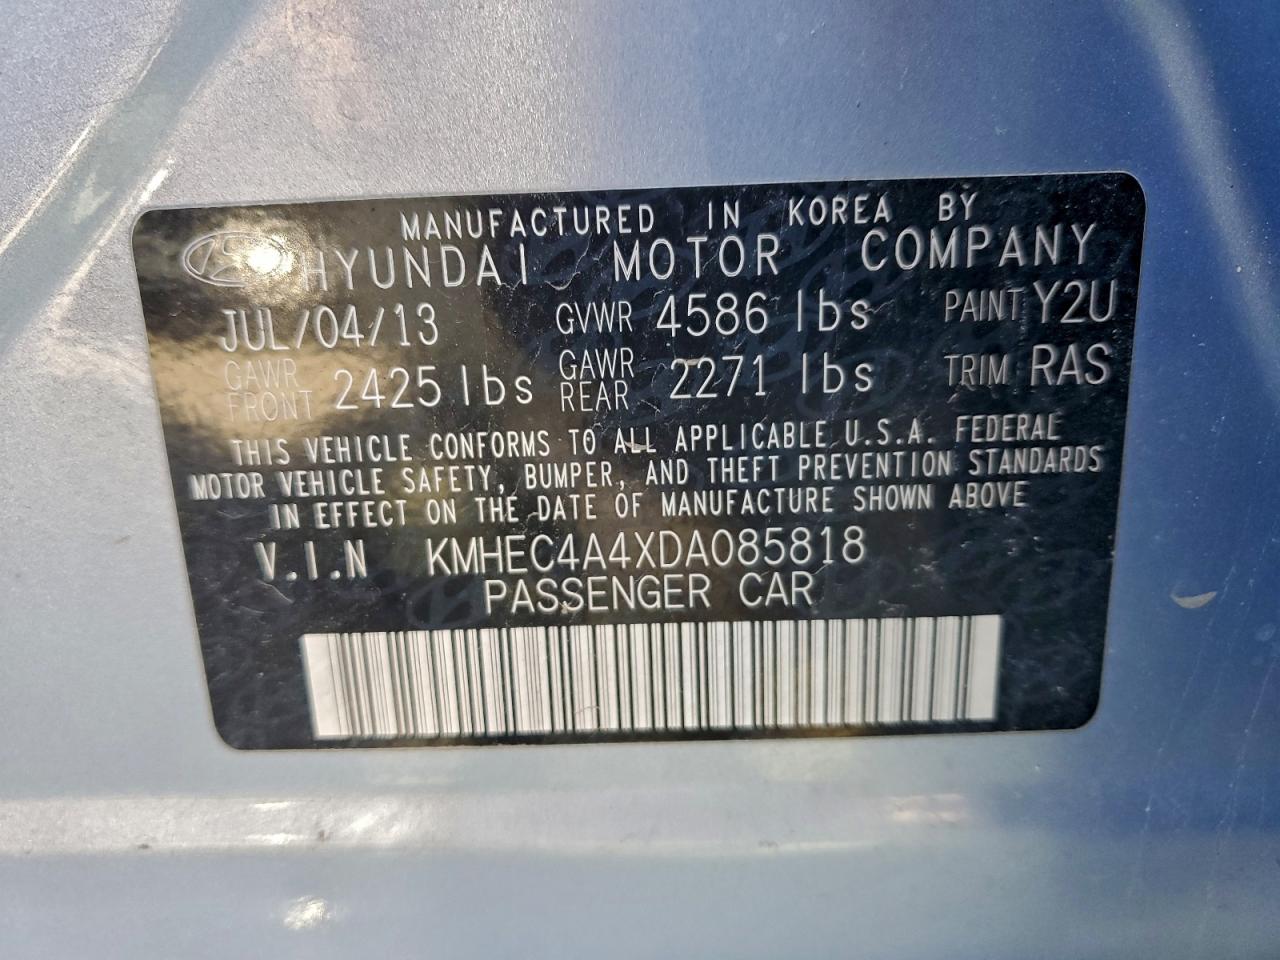 MANUFACTURED IN KOREA BY
HYUNDAI MOTOR COMPANY
JUL/04/13 GVWR 4586 lbs PAINT Y2U
GAWR FRONT 2425 lbs GAWR REAR 2271 lbs TRIM RAS
THIS VEHICLE CONFORMS TO ALL APPLICABLE U.S.A. FEDERAL
MOTOR VEHICLE SAFETY, BUMPER, AND THEFT PREVENTION STANDARDS
IN EFFECT ON THE DATE OF MANUFACTURE SHOWN ABOVE
V.I.N KMHEC4A4XDA085818
PASSENGER CAR